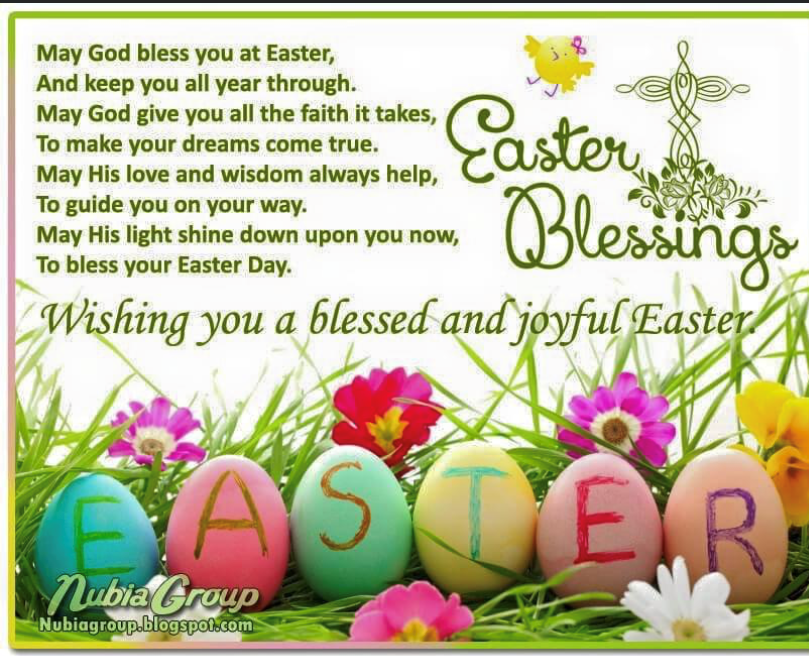 May God bless you at Easter,
And keep you all year through.
May God give you all the faith it takes,
To make your dreams come true.
May His love and wisdom always help,
To guide you on your way.
May His light shine down upon you now,
To bless your Easter Day.
Easter
Blessings
Wishing you a blessed and joyful Easter.
EASTER
Nubia Group
Nubiagroup.blogspot.com